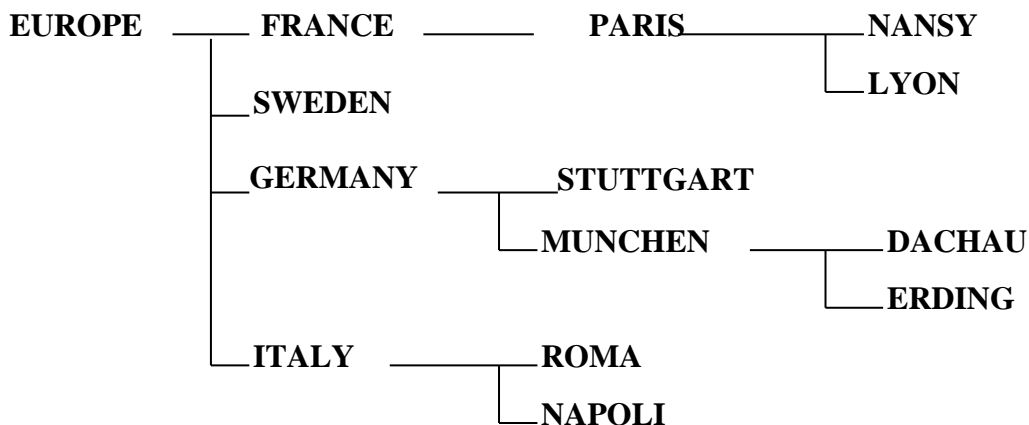 EUROPE FRANCE PARIS NANSY
LYON
SWEDEN
GERMANY STUTTGART
MUNCHEN DACHAU
ERDING
ITALY ROMA
NAPOLI